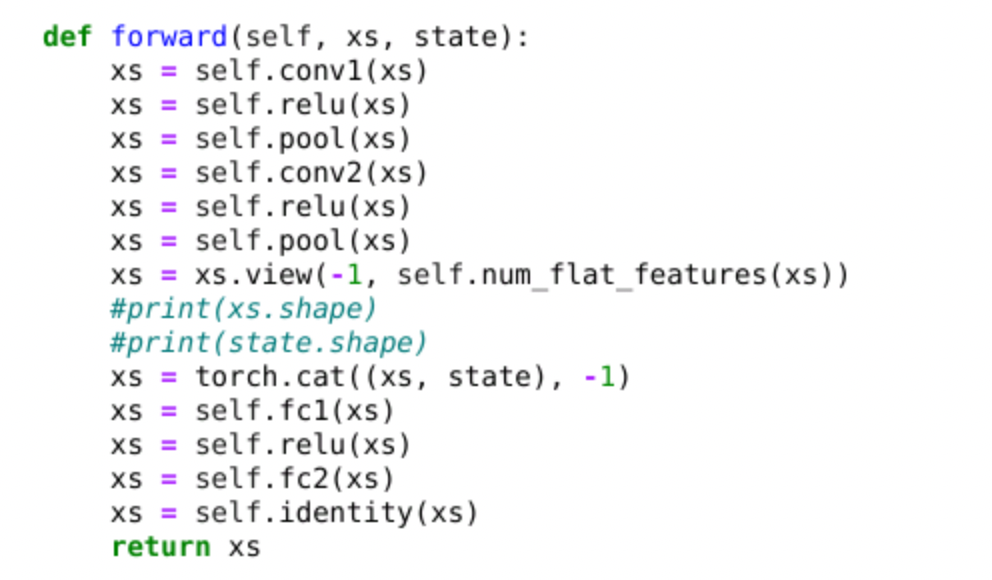 def forward(self, xs, state):
    xs = self.conv1(xs)
    xs = self.relu(xs)
    xs = self.pool(xs)
    xs = self.conv2(xs)
    xs = self.relu(xs)
    xs = self.pool(xs)
    xs = xs.view(-1, self.num_flat_features(xs))
    #print(xs.shape)
    #print(state.shape)
    xs = torch.cat((xs, state), -1)
    xs = self.fc1(xs)
    xs = self.relu(xs)
    xs = self.fc2(xs)
    xs = self.identity(xs)
    return xs